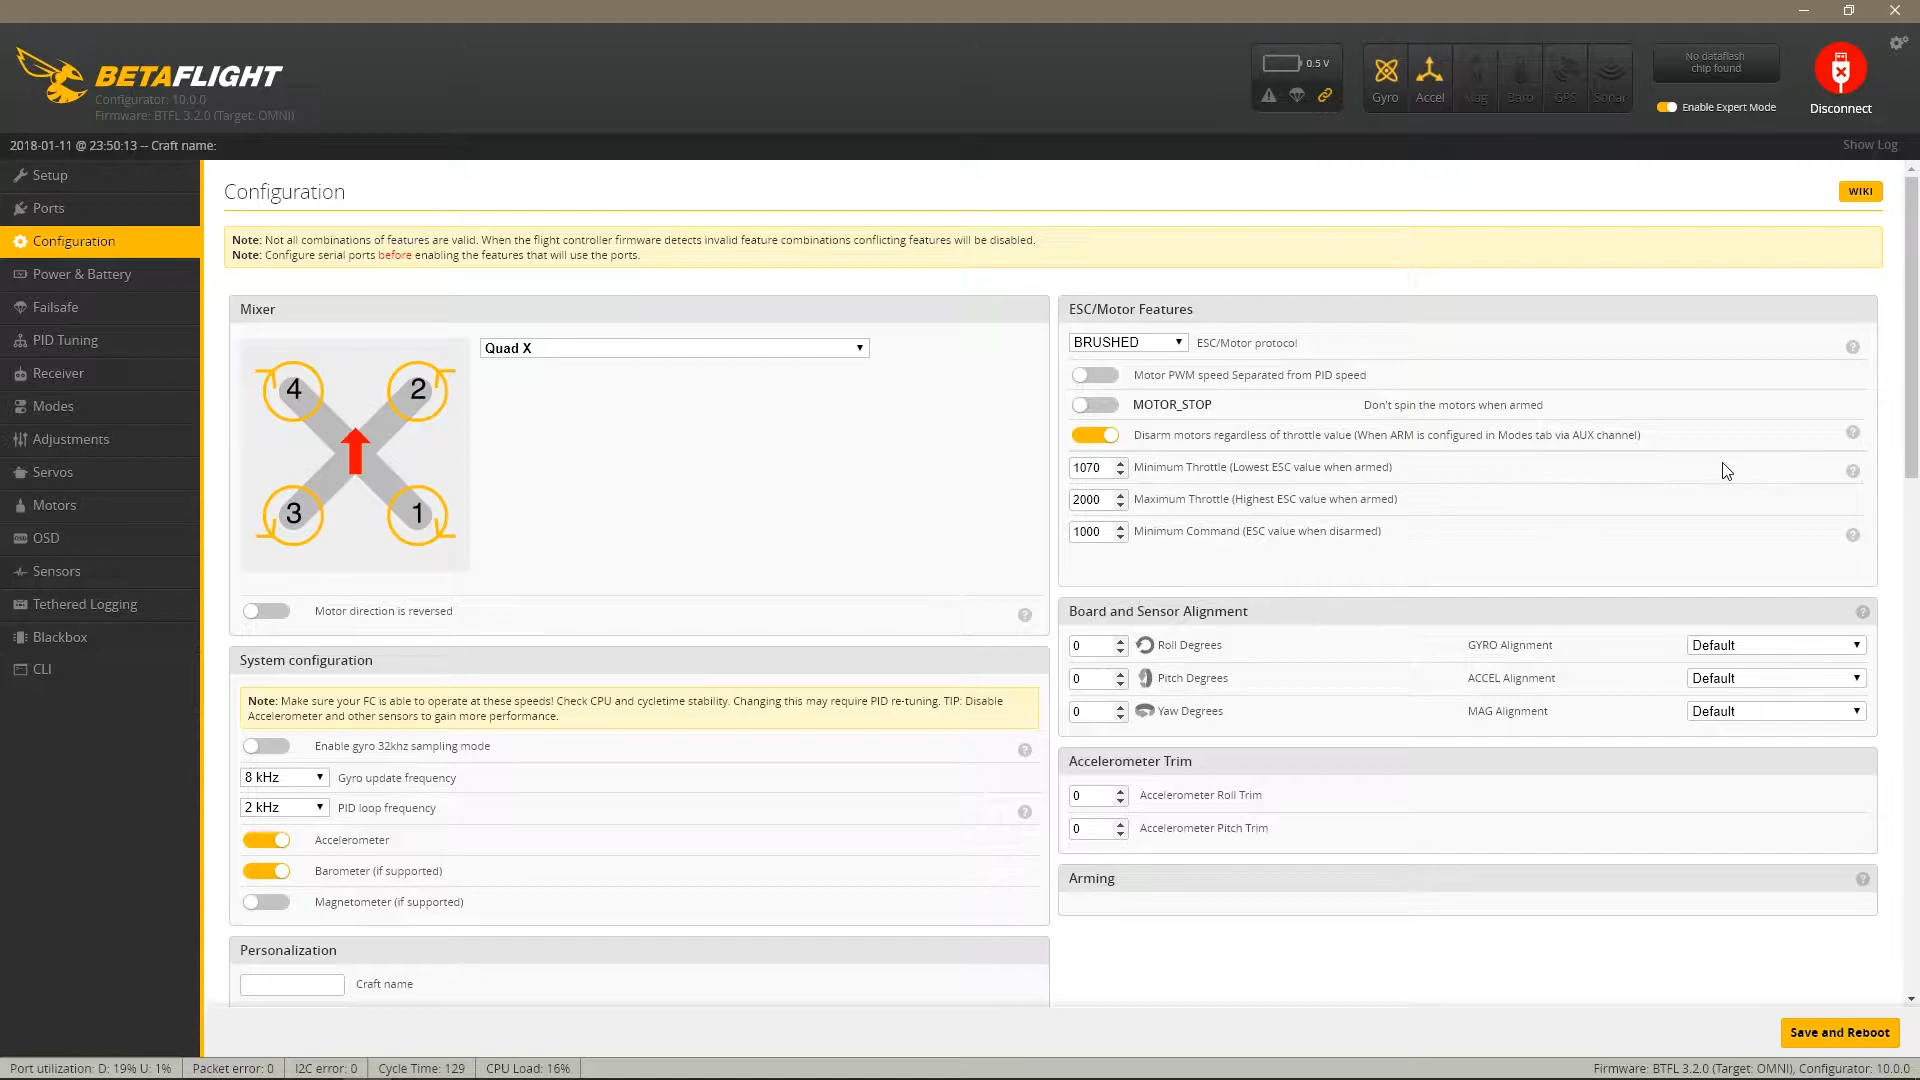 BETAFLIGHT
Configurator: 10.0.0
Firmware: BTFL 3.2.0 (Target: OMNI)
0.5 V
Gyro
Accel
Mag
Baro
GPS
Sonar
No dataflash
chip found
Enable Expert Mode
Disconnect
2018-01-11 @ 23:50:13 -- Craft name:
Show Log
Setup
Ports
Configuration
Power & Battery
Failsafe
PID Tuning
Receiver
Modes
Adjustments
Servos
Motors
OSD
Sensors
Tethered Logging
Blackbox
CLI
Configuration
WIKI
Note: Not all combinations of features are valid. When the flight controller firmware detects invalid feature combinations conflicting features will be disabled.
Note: Configure serial ports before enabling the features that will use the ports.
Mixer
Quad X
4
2
3
1
Motor direction is reversed
System configuration
Note: Make sure your FC is able to operate at these speeds! Check CPU and cycletime stability. Changing this may require PID re-tuning. TIP: Disable
Accelerometer and other sensors to gain more performance.
Enable gyro 32khz sampling mode
8 kHz Gyro update frequency
2 kHz PID loop frequency
Accelerometer
Barometer (if supported)
Magnetometer (if supported)
Personalization
Craft name
ESC/Motor Features
BRUSHED ESC/Motor protocol
Motor PWM speed Separated from PID speed
MOTOR_STOP Don't spin the motors when armed
Disarm motors regardless of throttle value (When ARM is configured in Modes tab via AUX channel)
1070 Minimum Throttle (Lowest ESC value when armed)
2000 Maximum Throttle (Highest ESC value when armed)
1000 Minimum Command (ESC value when disarmed)
Board and Sensor Alignment
0 Roll Degrees GYRO Alignment Default
0 Pitch Degrees ACCEL Alignment Default
0 Yaw Degrees MAG Alignment Default
Accelerometer Trim
0 Accelerometer Roll Trim
0 Accelerometer Pitch Trim
Arming
Save and Reboot
Port utilization: D: 19% U: 1% Packet error: 0 I2C error: 0 Cycle Time: 129 CPU Load: 16% Firmware: BTFL 3.2.0 (Target: OMNI), Configurator: 10.0.0